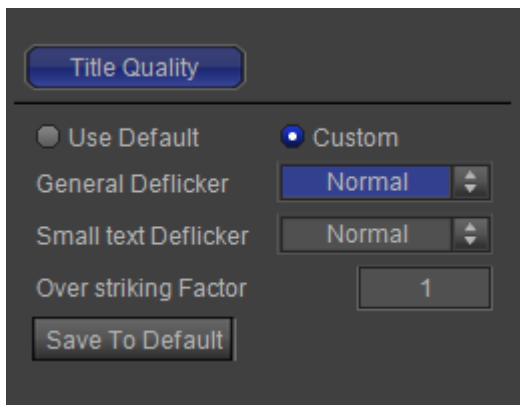 Title Quality
Use Default Custom
General Deflicker Normal
Small text Deflicker Normal
Over striking Factor 1
Save To Default